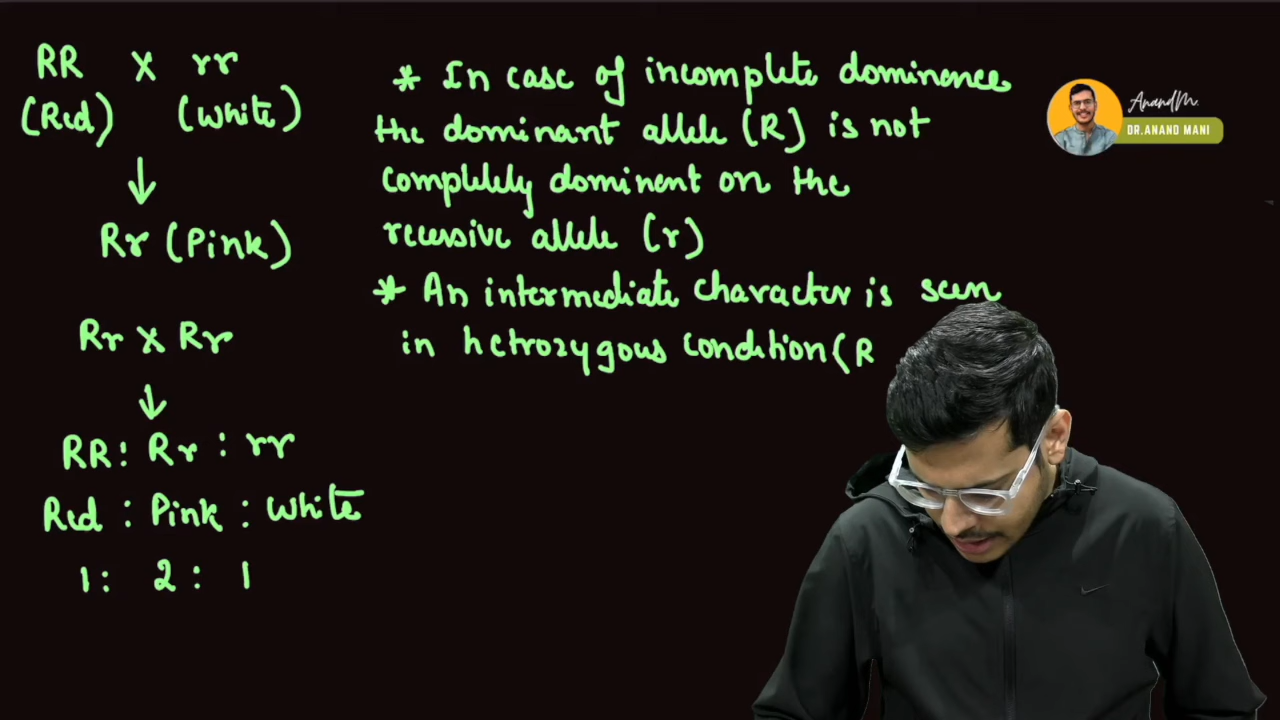 RR X rr
(Red) (White)
↓
Rr (Pink)
Rr X Rr
↓
RR : Rr : rr
Red : Pink : White
1 : 2 : 1
* In case of incomplete dominence
the dominant allele (R) is not
completely dominent on the
recessive allele (r)
* An intermediate character is seen
in hetrozygous condition (R
AnandM.
DR.ANAND MANI